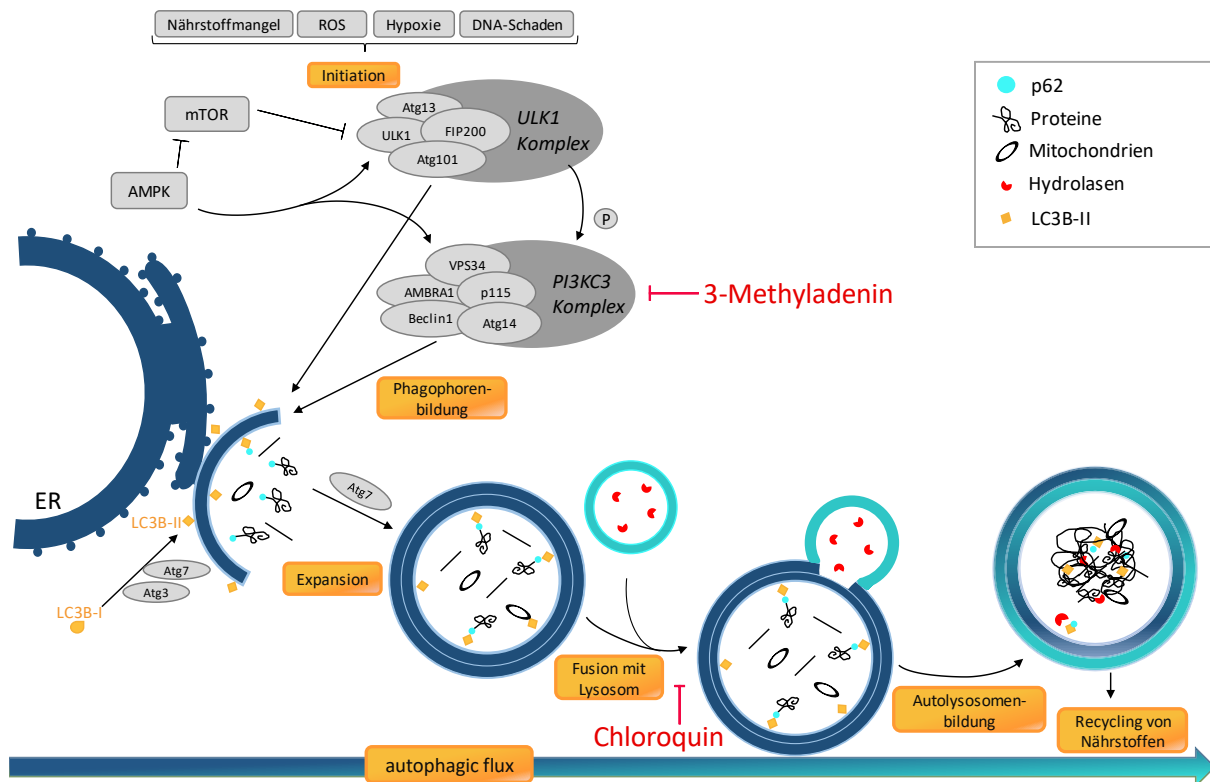 Nährstoffmangel
ROS
Hypoxie
DNA-Schaden
Initiation
mTOR
AMPK
Atg13
ULK1
FIP200
Atg101
ULK1
Komplex
P
VPS34
AMBRA1
p115
Beclin1
Atg14
PI3KC3
Komplex
3-Methyladenin
p62
Proteine
Mitochondrien
Hydrolasen
LC3B-II
Phagophoren-
bildung
ER
LC3B-II
Atg7
Atg3
LC3B-I
Atg7
Expansion
Fusion mit
Lysosom
Chloroquin
Autolysosomen-
bildung
Recycling von
Nährstoffen
autophagic flux